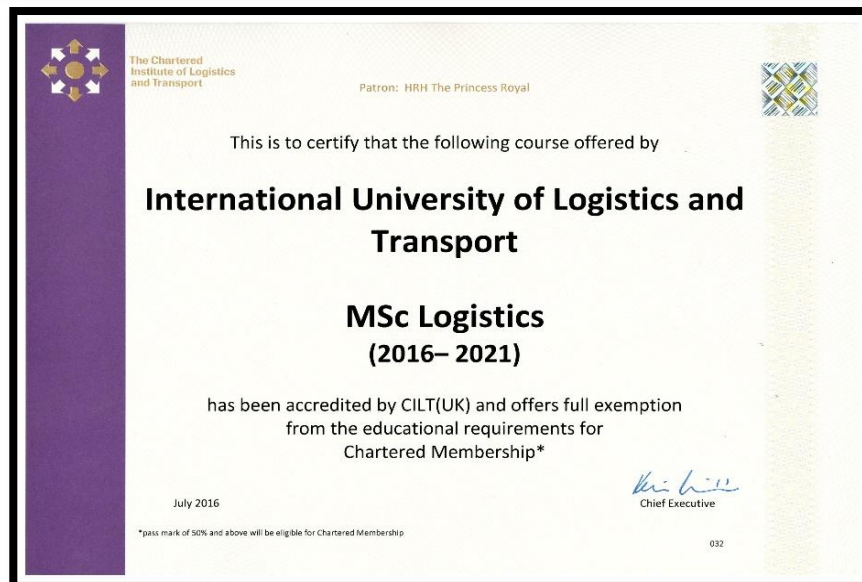 The Chartered
Institute of Logistics
and Transport
Patron: HRH The Princess Royal
This is to certify that the following course offered by
International University of Logistics and
Transport
MSc Logistics
(2016– 2021)
has been accredited by CILT(UK) and offers full exemption
from the educational requirements for
Chartered Membership*
July 2016
Chief Executive
*pass mark of 50% and above will be eligible for Chartered Membership
032